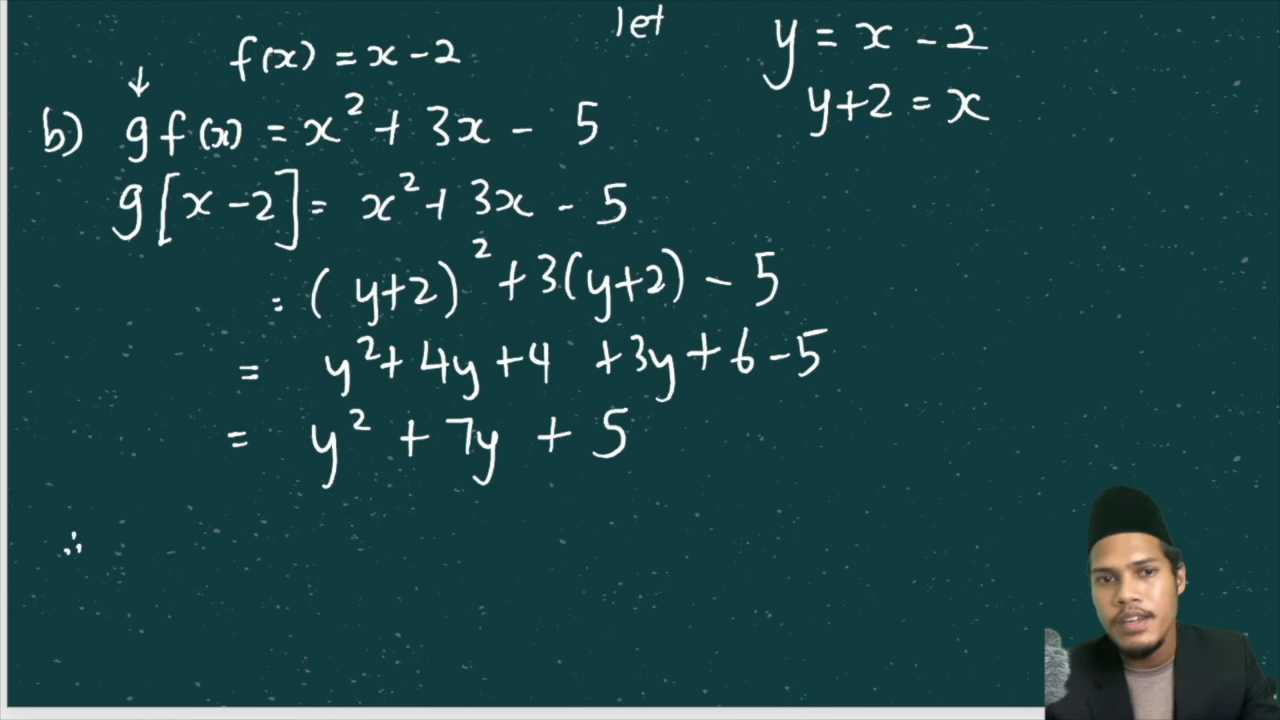 let
f(x) = x - 2
y = x - 2
↓
y + 2 = x
b) g f(x) = x² + 3x - 5
g[x - 2] = x² + 3x - 5
= (y+2)² + 3(y+2) - 5
= y² + 4y + 4 + 3y + 6 - 5
= y² + 7y + 5
∴